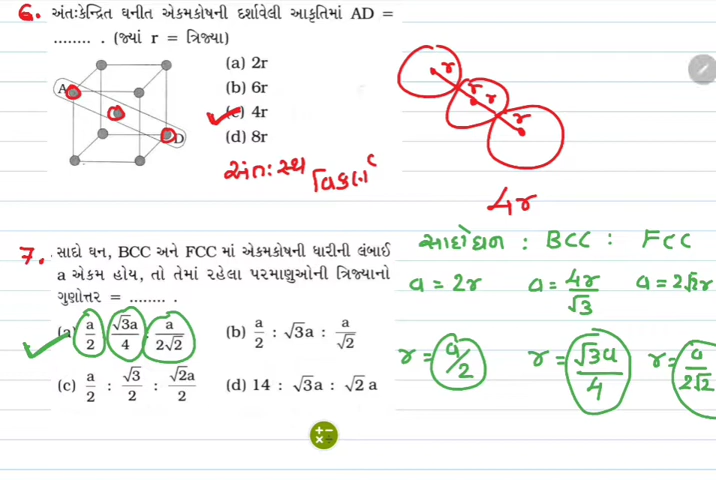 6. અંતઃકેન્દ્રિત ઘનીત એકમકોષની દર્શાવેલી આકૃતિમાં AD =
........ . (જ્યાં r = ત્રિજ્યા)
(a) 2r
(b) 6r
(c) 4r
(d) 8r
A
D
અંતઃસ્થ
વિકર્ણ
r
r
r
r
4r
7. સાદો ઘન, BCC અને FCC માં એકમકોષની ધારીની લંબાઈ
a એકમ હોય, તો તેમાં રહેલા પરમાણુઓની ત્રિજ્યાનો
ગુણોત્તર = ........ .
(a) a/2 : √3a/4 : a/2√2
(b) a/2 : √3a : a/√2
(c) a/2 : √3/2 : √2a/2
(d) 14 : √3a : √2 a
સાદોઘન : BCC : FCC
a = 2r a = 4r/√3 a = 2√2r
r = a/2 r = √3a/4 r = a/2√2